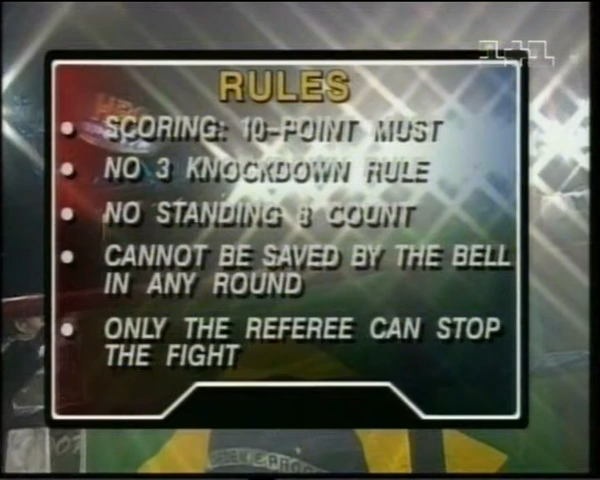 RULES
SCORING: 10-POINT MUST
NO 3 KNOCKDOWN RULE
NO STANDING 8 COUNT
CANNOT BE SAVED BY THE BELL
IN ANY ROUND
ONLY THE REFEREE CAN STOP
THE FIGHT